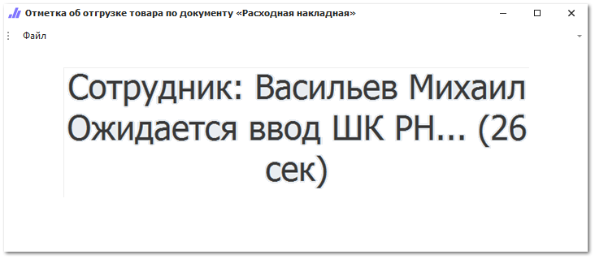 Отметка об отгрузке товара по документу «Расходная накладная»
Файл
Сотрудник: Васильев Михаил
Ожидается ввод ШК РН... (26
сек)